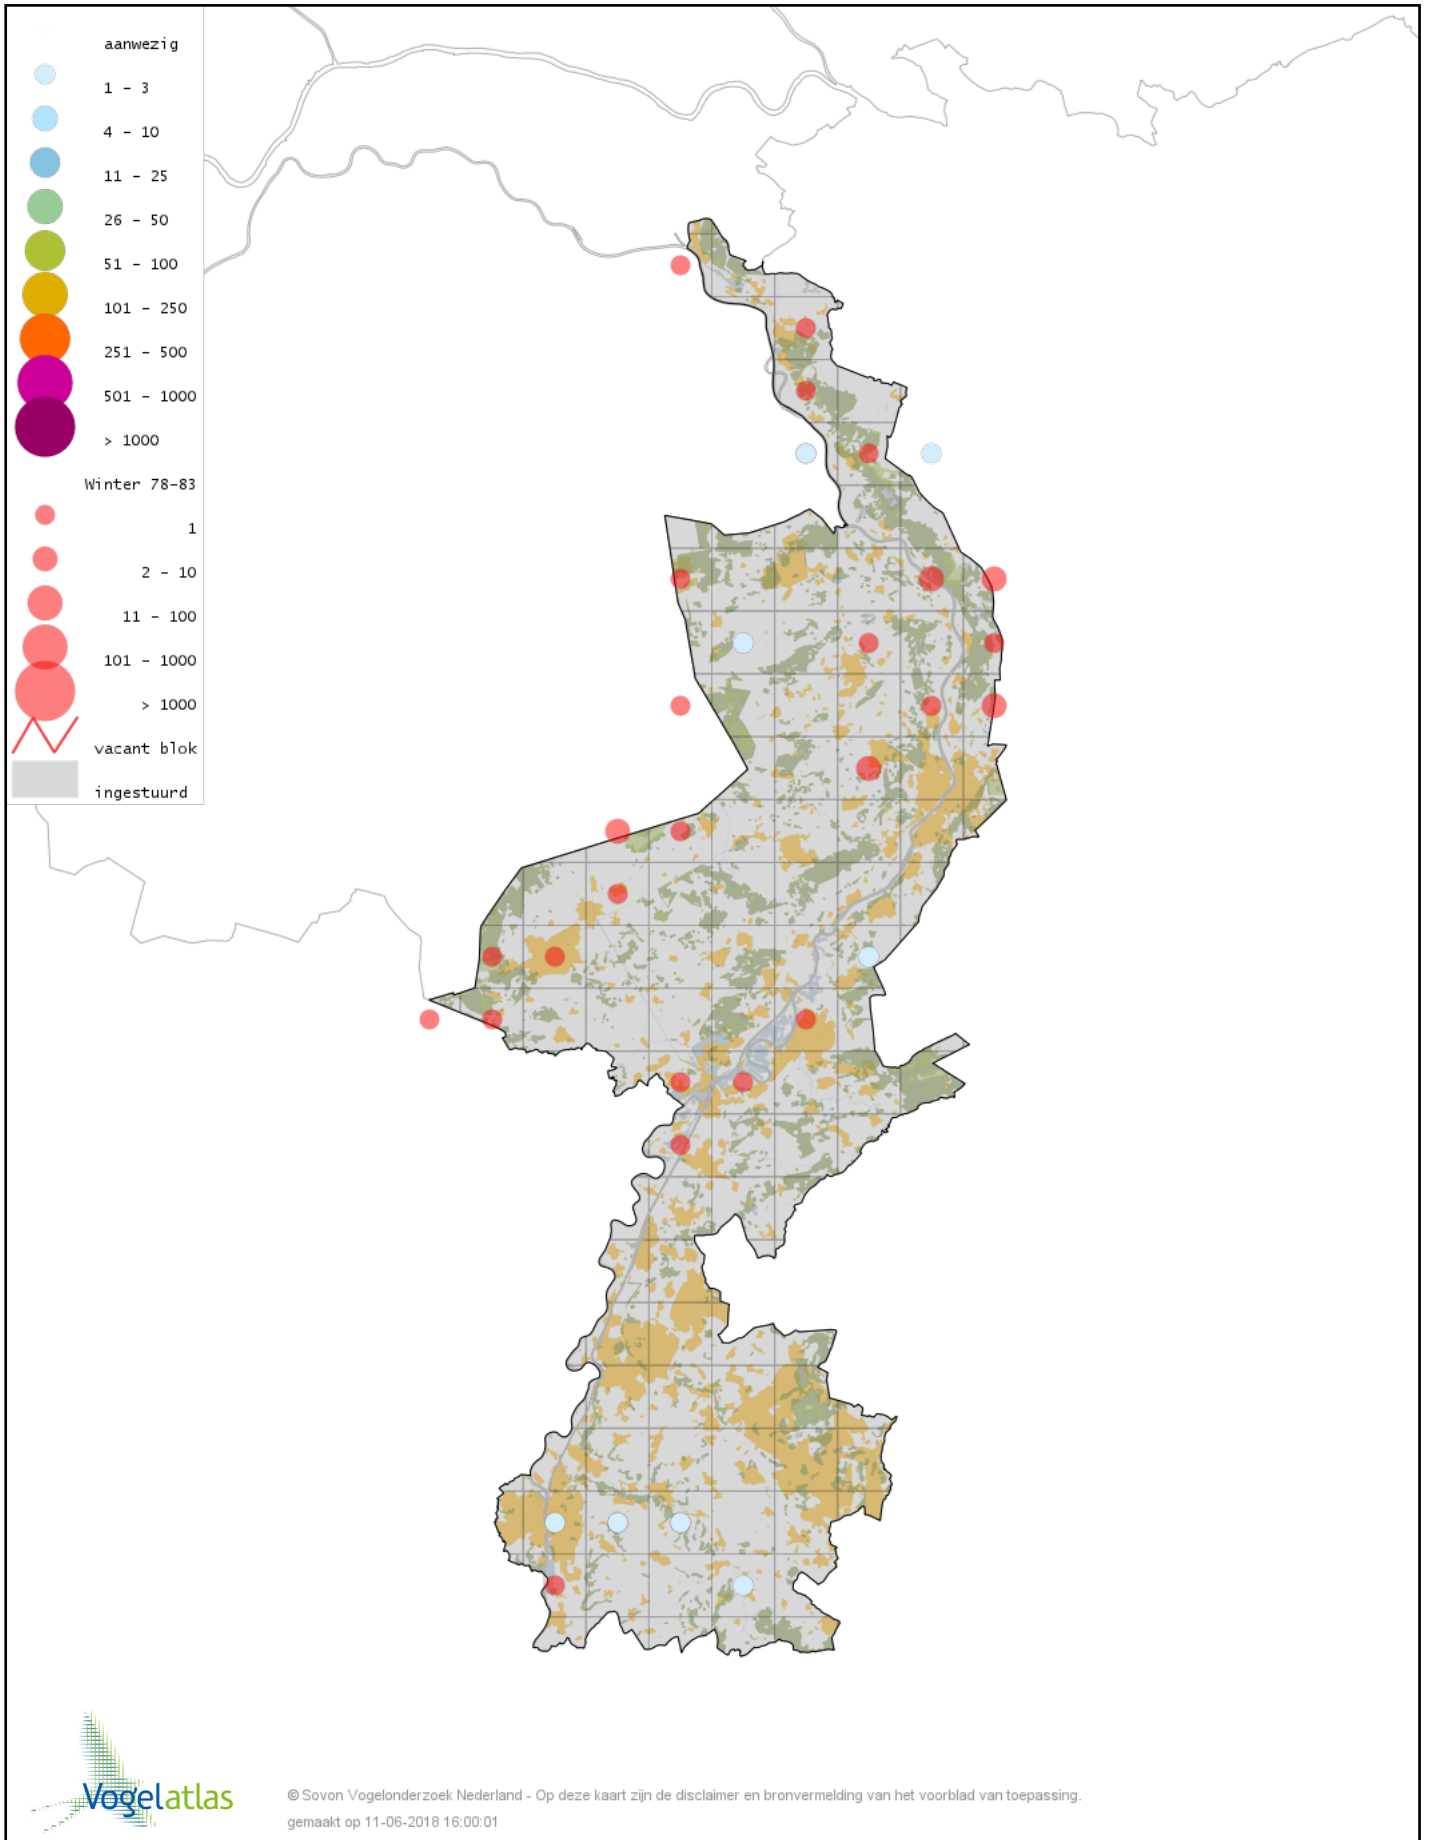 aanwezig
1 - 3
4 - 10
11 - 25
26 - 50
51 - 100
101 - 250
251 - 500
501 - 1000
> 1000
Winter 78-83
1
2 - 10
11 - 100
101 - 1000
> 1000
vacant blok
ingestuurd
Vogelatlas
© Sovon Vogelonderzoek Nederland - Op deze kaart zijn de disclaimer en bronvermelding van het voorblad van toepassing.
gemaakt op 11-06-2018 16:00:01